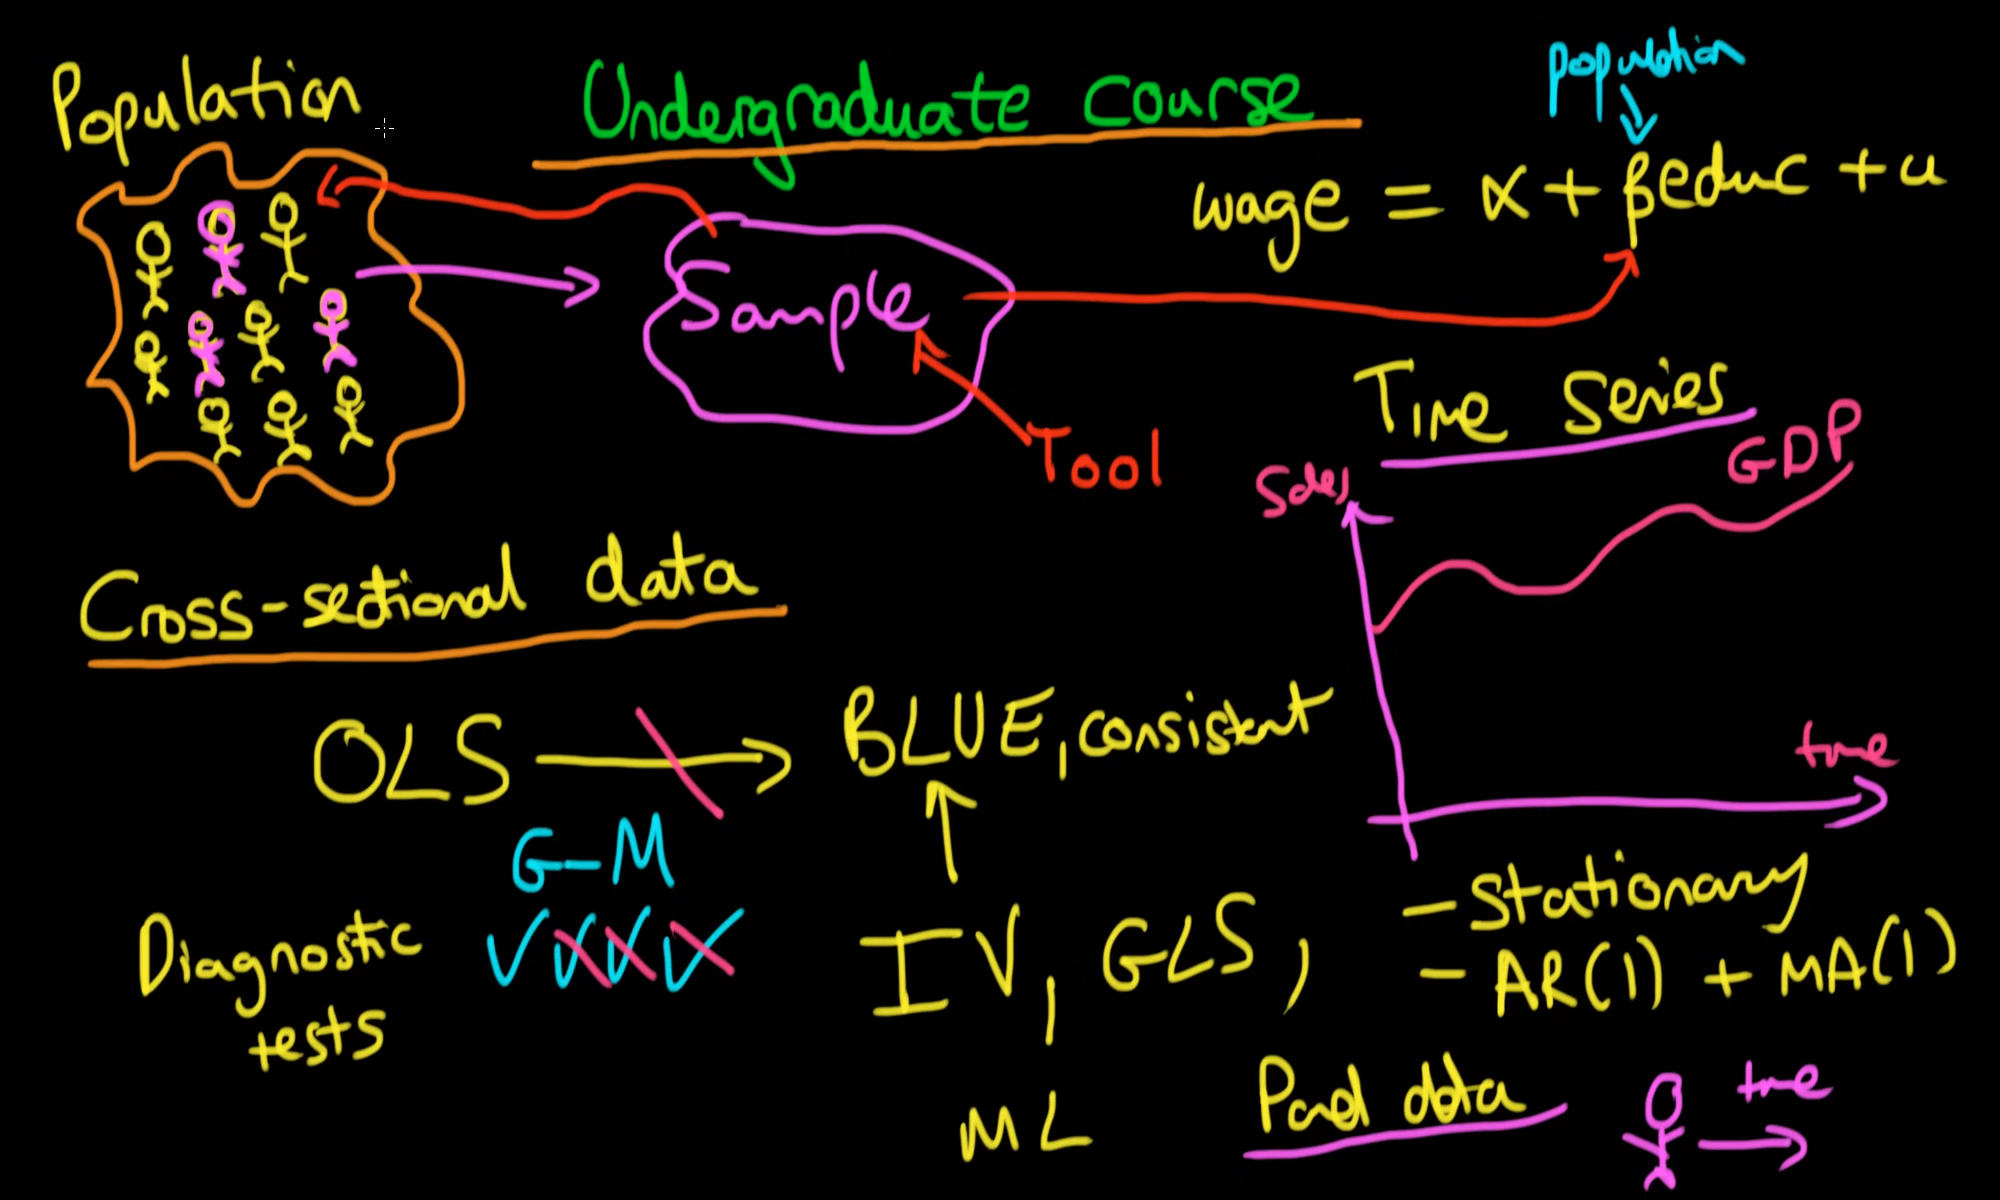 Population
Undergraduate course
population
wage = α + βeduc + u
Sample
Tool
Time Series
Sales
GDP
time
Cross-sectional data
OLS
BLUE, consistent
G-M
Diagnostic
tests
IV, GLS,
ML
- Stationary
- AR(1) + MA(1)
Panel data
time